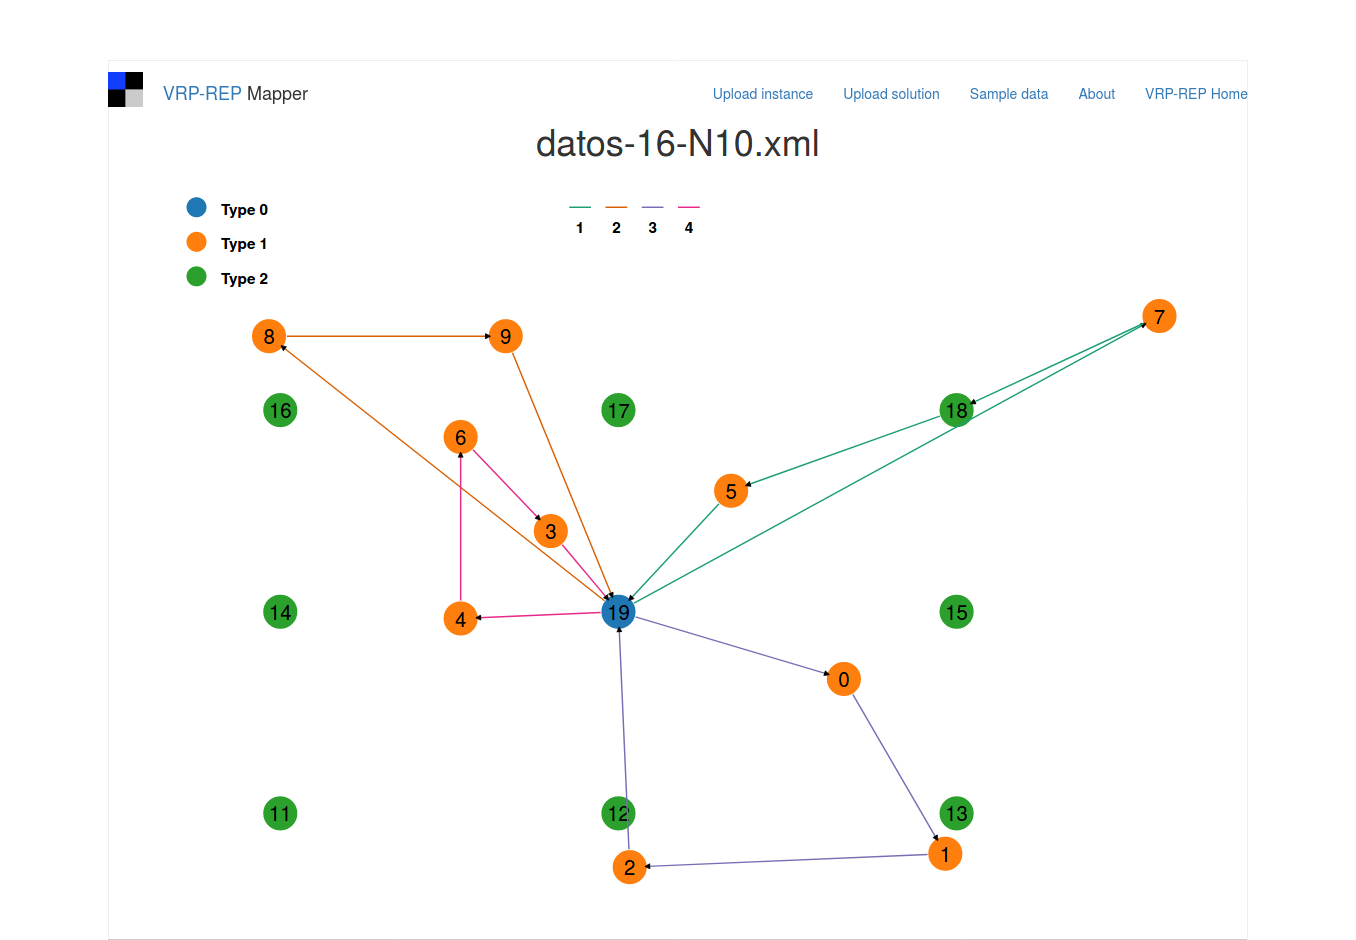 VRP-REP Mapper
Upload instance Upload solution Sample data About VRP-REP Home
datos-16-N10.xml
Type 0
Type 1
Type 2
1 2 3 4
7
8 9
16 17 18
6
5
3
14 4 19 15
0
11 12 13
2 1